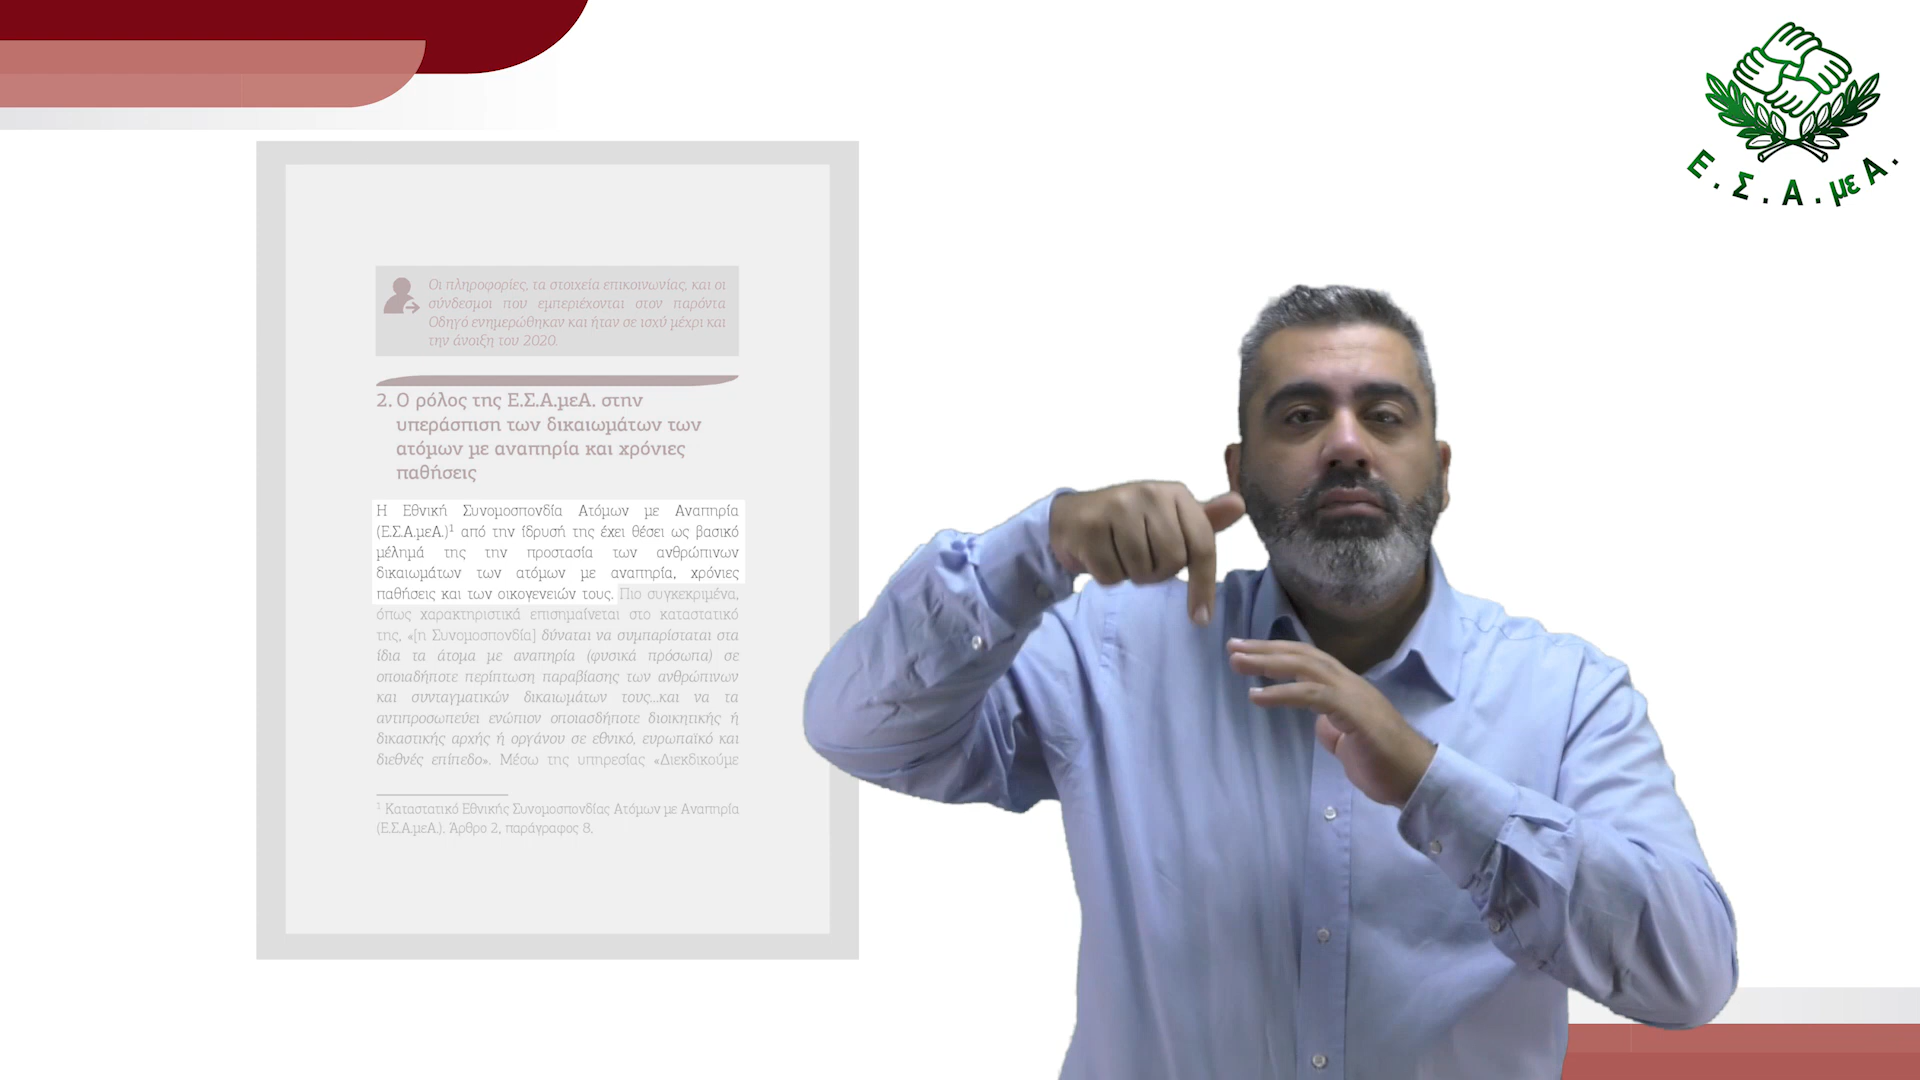 Οι πληροφορίες, τα στοιχεία επικοινωνίας, και οι
σύνδεσμοι που εμπεριέχονται στον παρόντα
Οδηγό ενημερώθηκαν και ήταν σε ισχύ μέχρι και
την άνοιξη του 2020.
2. Ο ρόλος της Ε.Σ.Α.μεΑ. στην
υπεράσπιση των δικαιωμάτων των
ατόμων με αναπηρία και χρόνιες
παθήσεις
Η Εθνική Συνομοσπονδία Ατόμων με Αναπηρία
(Ε.Σ.Α.μεΑ.)¹ από την ίδρυσή της έχει θέσει ως βασικό
μέλημά της την προστασία των ανθρώπινων
δικαιωμάτων των ατόμων με αναπηρία, χρόνιες
παθήσεις και των οικογενειών τους. Πιο συγκεκριμένα,
όπως χαρακτηριστικά επισημαίνεται στο καταστατικό
της, «[η Συνομοσπονδία] δύναται να συμπαρίσταται στα
ίδια τα άτομα με αναπηρία (φυσικά πρόσωπα) σε
οποιαδήποτε περίπτωση παραβίασης των ανθρώπινων
και συνταγματικών δικαιωμάτων τους...και να τα
αντιπροσωπεύει ενώπιον οποιασδήποτε διοικητικής ή
δικαστικής αρχής ή οργάνου σε εθνικό, ευρωπαϊκό και
διεθνές επίπεδο». Μέσω της υπηρεσίας «Διεκδικούμε
¹ Καταστατικό Εθνικής Συνομοσπονδίας Ατόμων με Αναπηρία
(Ε.Σ.Α.μεΑ.). Άρθρο 2, παράγραφος 8.
Ε.Σ.Α.μεΑ.